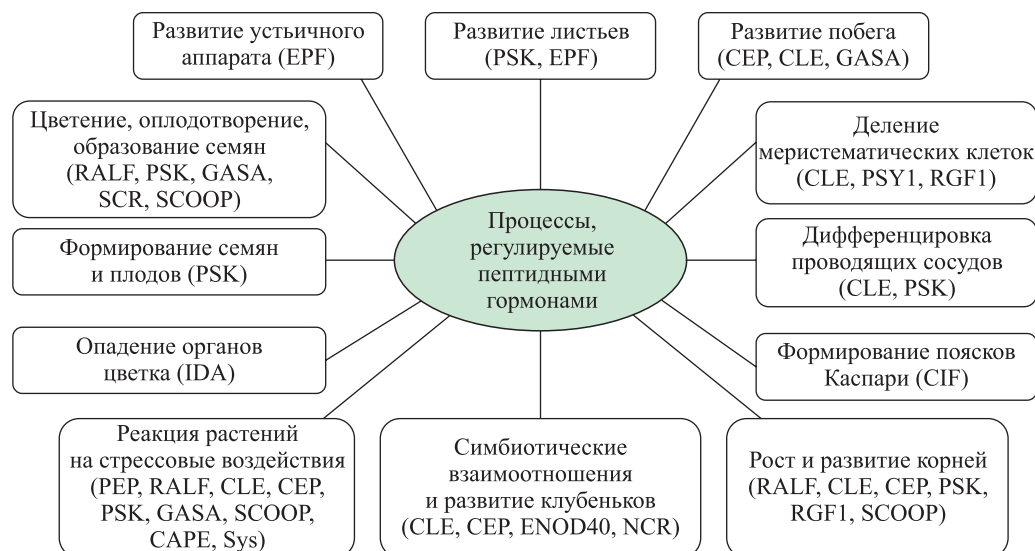 Развитие устьичного
аппарата (EPF)
Развитие листьев
(PSK, EPF)
Развитие побега
(CEP, CLE, GASA)
Цветение, оплодотворение,
образование семян
(RALF, PSK, GASA,
SCR, SCOOP)
Деление
меристематических клеток
(CLE, PSY1, RGF1)
Процессы,
регулируемые
пептидными
гормонами
Формирование семян
и плодов (PSK)
Дифференцировка
проводящих сосудов
(CLE, PSK)
Опадение органов
цветка (IDA)
Формирование поясков
Каспари (CIF)
Реакция растений
на стрессовые воздействия
(PEP, RALF, CLE, CEP,
PSK, GASA, SCOOP,
CAPE, Sys)
Симбиотические
взаимоотношения
и развитие клубеньков
(CLE, CEP, ENOD40, NCR)
Рост и развитие корней
(RALF, CLE, CEP, PSK,
RGF1, SCOOP)